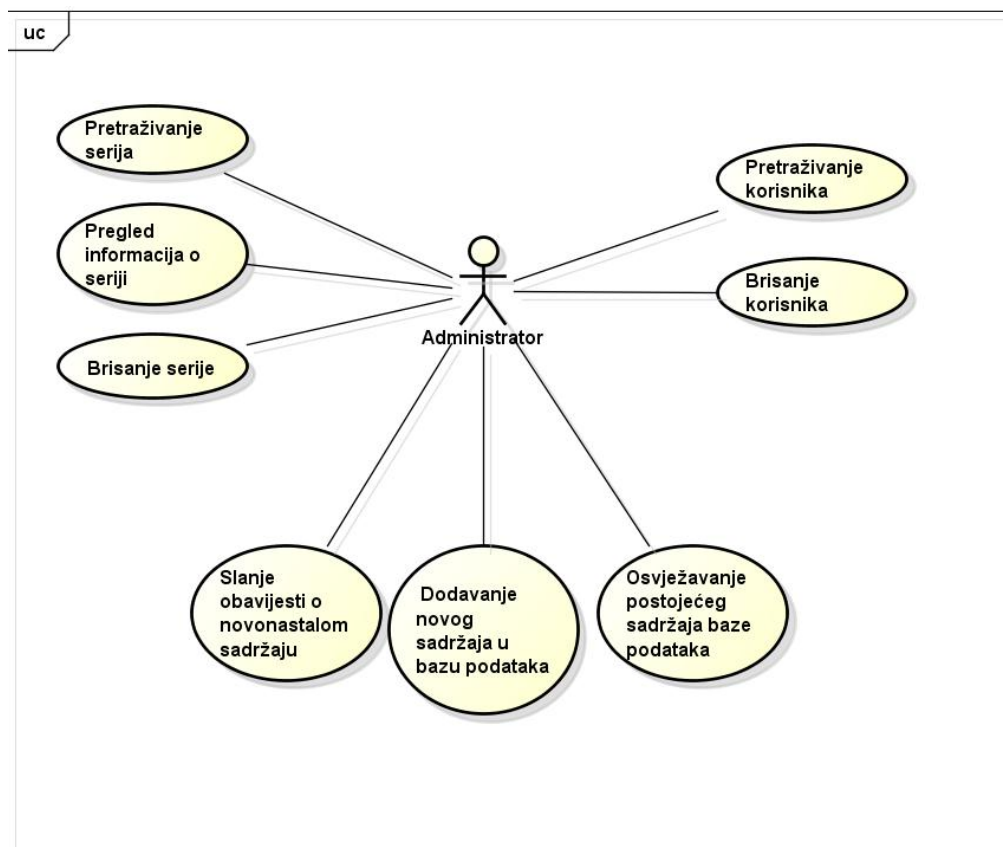 uc
Pretraživanje
serija
Pregled
informacija o
seriji
Brisanje serije
Pretraživanje
korisnika
Brisanje
korisnika
Administrator
Slanje
obavijesti o
novonastalom
sadržaju
Dodavanje
novog
sadržaja u
bazu podataka
Osvježavanje
postojećeg
sadržaja baze
podataka